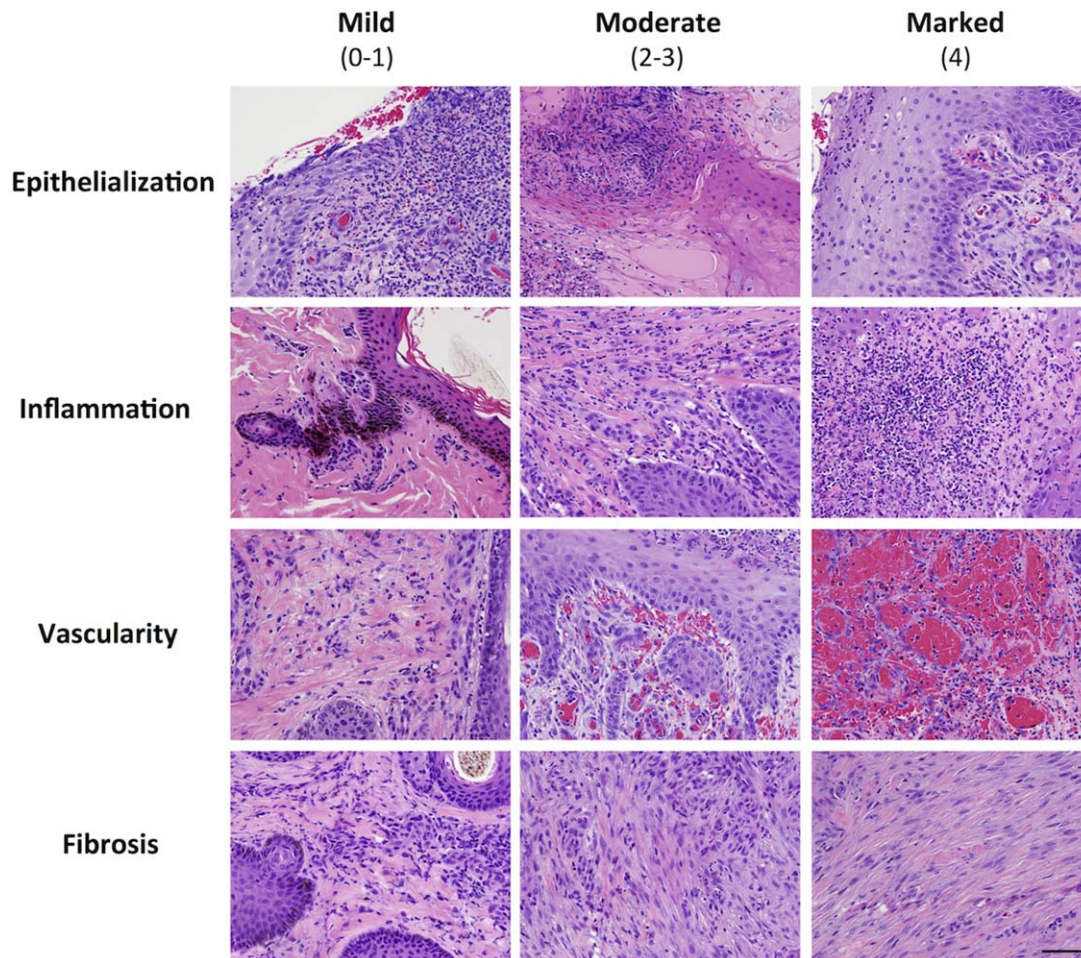 Mild Moderate Marked
(0-1) (2-3) (4)
Epithelialization
Inflammation
Vascularity
Fibrosis